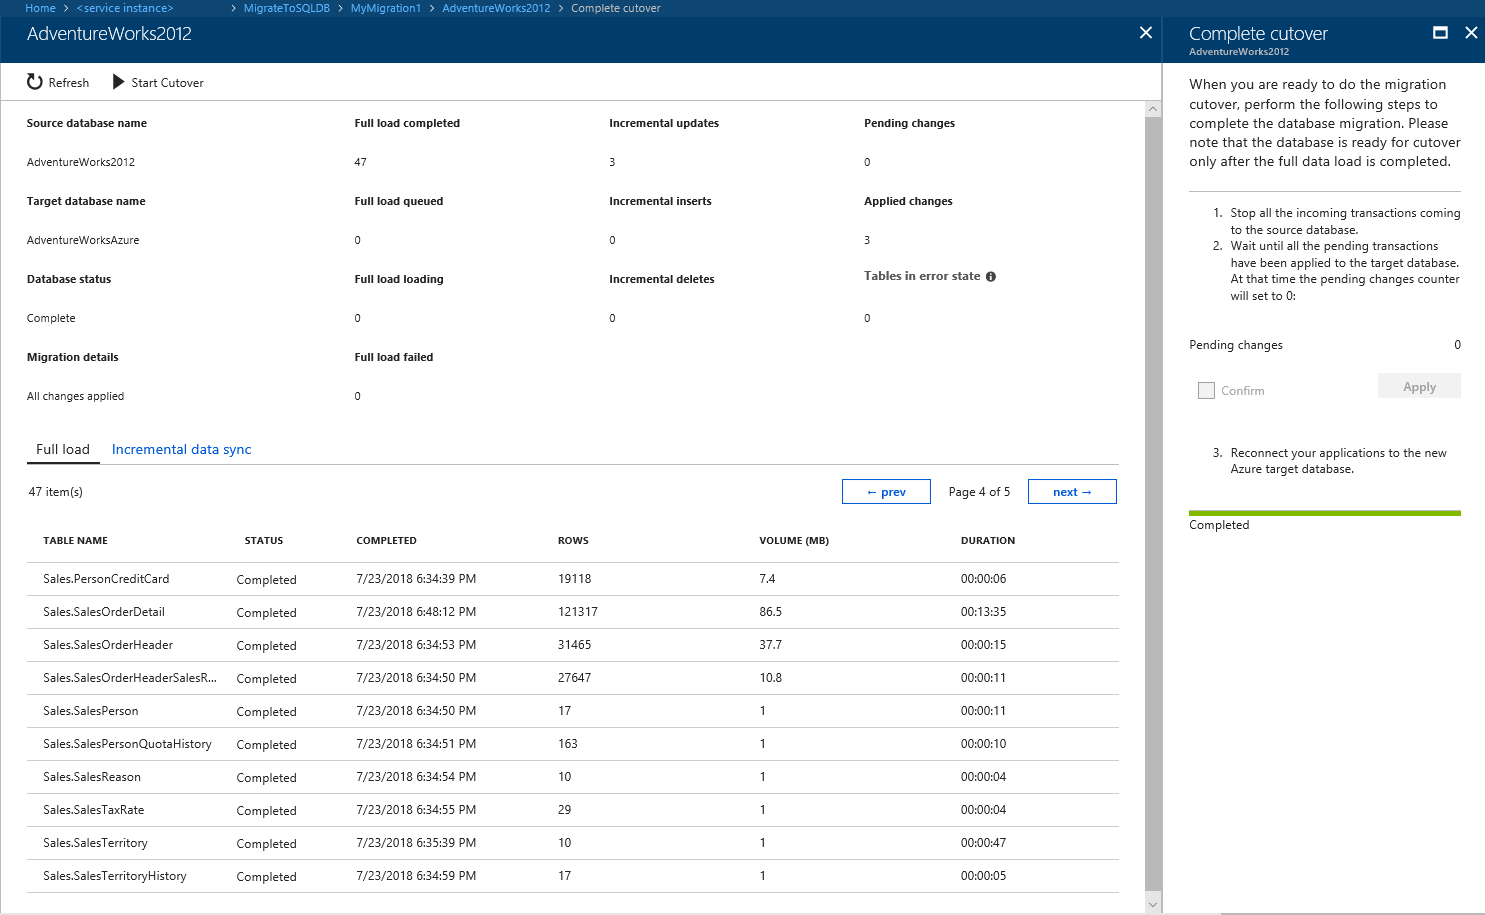 Home > <service instance> > MigrateToSQLDB > MyMigration1 > AdventureWorks2012 > Complete cutover
AdventureWorks2012
Refresh Start Cutover
Source database name Full load completed Incremental updates Pending changes
AdventureWorks2012 47 3 0
Target database name Full load queued Incremental inserts Applied changes
AdventureWorksAzure 0 0 3
Database status Full load loading Incremental deletes Tables in error state
Complete 0 0 0
Migration details Full load failed
All changes applied 0
Full load Incremental data sync
47 item(s) ← prev Page 4 of 5 next →
TABLE NAME STATUS COMPLETED ROWS VOLUME (MB) DURATION
Sales.PersonCreditCard Completed 7/23/2018 6:34:39 PM 19118 7.4 00:00:06
Sales.SalesOrderDetail Completed 7/23/2018 6:48:12 PM 121317 86.5 00:13:35
Sales.SalesOrderHeader Completed 7/23/2018 6:34:53 PM 31465 37.7 00:00:15
Sales.SalesOrderHeaderSalesR... Completed 7/23/2018 6:34:50 PM 27647 10.8 00:00:11
Sales.SalesPerson Completed 7/23/2018 6:34:50 PM 17 1 00:00:11
Sales.SalesPersonQuotaHistory Completed 7/23/2018 6:34:51 PM 163 1 00:00:10
Sales.SalesReason Completed 7/23/2018 6:34:54 PM 10 1 00:00:04
Sales.SalesTaxRate Completed 7/23/2018 6:34:55 PM 29 1 00:00:04
Sales.SalesTerritory Completed 7/23/2018 6:35:39 PM 10 1 00:00:47
Sales.SalesTerritoryHistory Completed 7/23/2018 6:34:59 PM 17 1 00:00:05
Complete cutover
AdventureWorks2012
When you are ready to do the migration
cutover, perform the following steps to
complete the database migration. Please
note that the database is ready for cutover
only after the full data load is completed.
1. Stop all the incoming transactions coming
to the source database.
2. Wait until all the pending transactions
have been applied to the target database.
At that time the pending changes counter
will set to 0:
Pending changes 0
Confirm Apply
3. Reconnect your applications to the new
Azure target database.
Completed